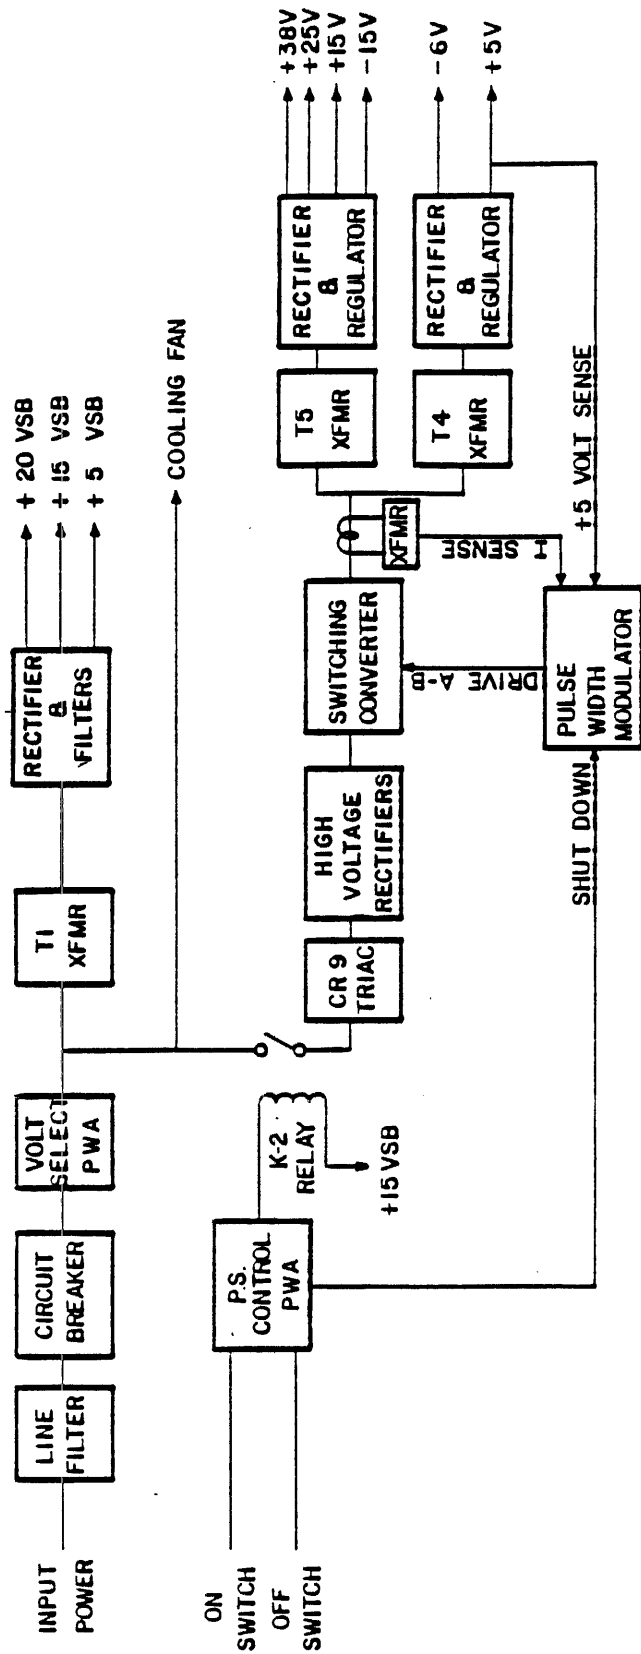 INPUT
POWER
LINE
FILTER
CIRCUIT
BREAKER
VOLT
SELECT
PWA
T1
XFMR
RECTIFIER
&
FILTERS
+ 20 VSB
+ 15 VSB
+ 5 VSB
COOLING FAN
ON
SWITCH
OFF
SWITCH
P.S.
CONTROL
PWA
K-2
RELAY
+15 VSB
CR 9
TRIAC
HIGH
VOLTAGE
RECTIFIERS
SWITCHING
CONVERTER
XFMR
T5
XFMR
RECTIFIER
&
REGULATOR
+38V
+25V
+15V
-15V
T4
XFMR
RECTIFIER
&
REGULATOR
-6V
+5V
I
SENSE
DRIVE A-B
+5 VOLT SENSE
SHUT DOWN
PULSE
WIDTH
MODULATOR